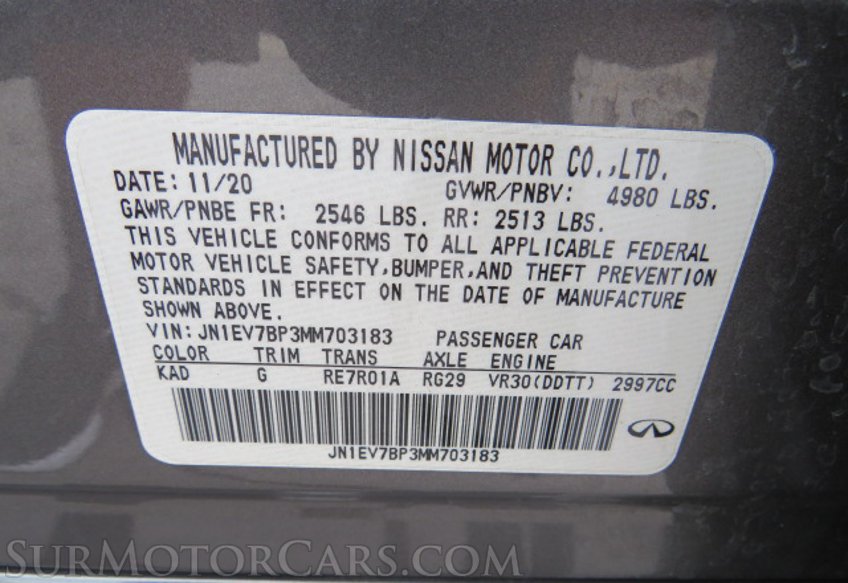 MANUFACTURED BY NISSAN MOTOR CO.,LTD.
DATE: 11/20 GVWR/PNBV: 4980 LBS.
GAWR/PNBE FR: 2546 LBS. RR: 2513 LBS.
THIS VEHICLE CONFORMS TO ALL APPLICABLE FEDERAL
MOTOR VEHICLE SAFETY,BUMPER,AND THEFT PREVENTION
STANDARDS IN EFFECT ON THE DATE OF MANUFACTURE
SHOWN ABOVE.
VIN:JN1EV7BP3MM703183 PASSENGER CAR
COLOR TRIM TRANS AXLE ENGINE
KAD G RE7R01A RG29 VR30(DDTT) 2997CC
JN1EV7BP3MM703183
SURMOTORCARS.COM